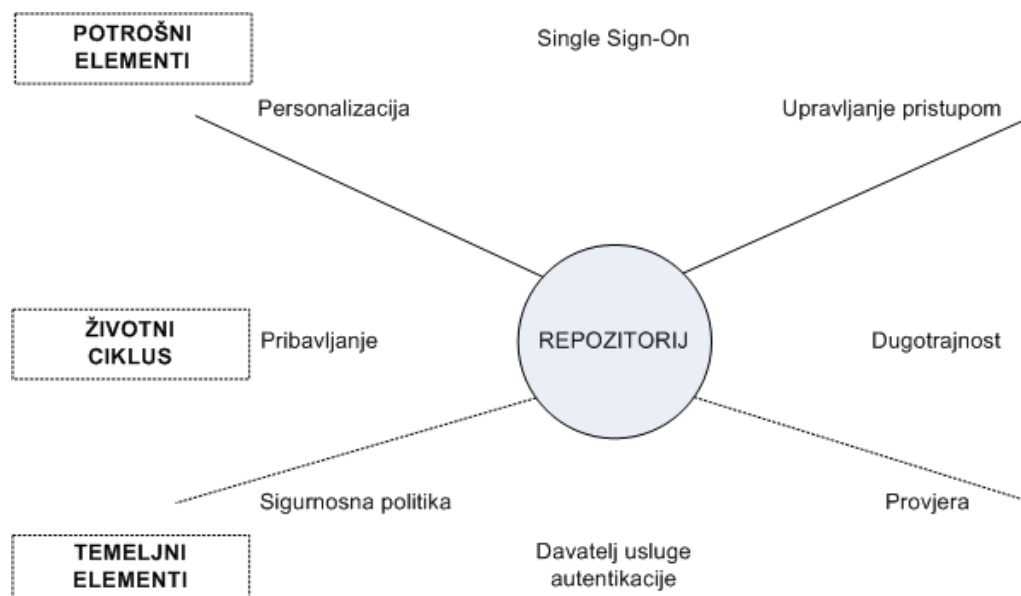 POTROŠNI
ELEMENTI
Single Sign-On
Personalizacija
Upravljanje pristupom
ŽIVOTNI
CIKLUS
Pribavljanje
REPOZITORIJ
Dugotrajnost
Sigurnosna politika
Provjera
TEMELJNI
ELEMENTI
Davatelj usluge
autentikacije